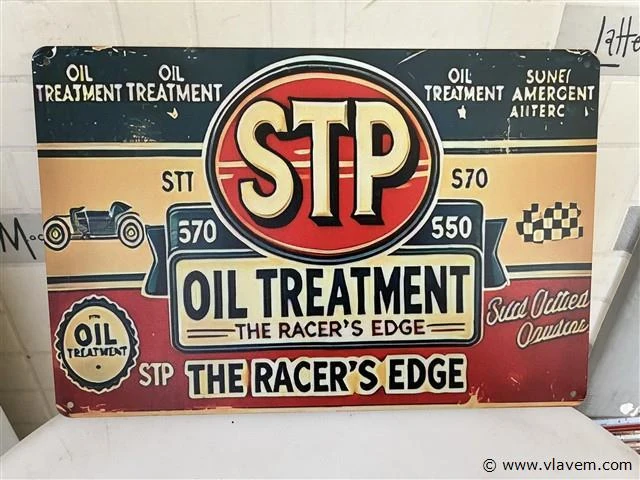 OIL TREATMENT
OIL TREATMENT
STP
OIL TREATMENT
SUNE/
AMERGENT
AIITERC
STT
S70
570
550
OIL TREATMENT
THE RACER'S EDGE
OIL
TREATMENT
STP THE RACER'S EDGE
Latte
© www.vlavem.com